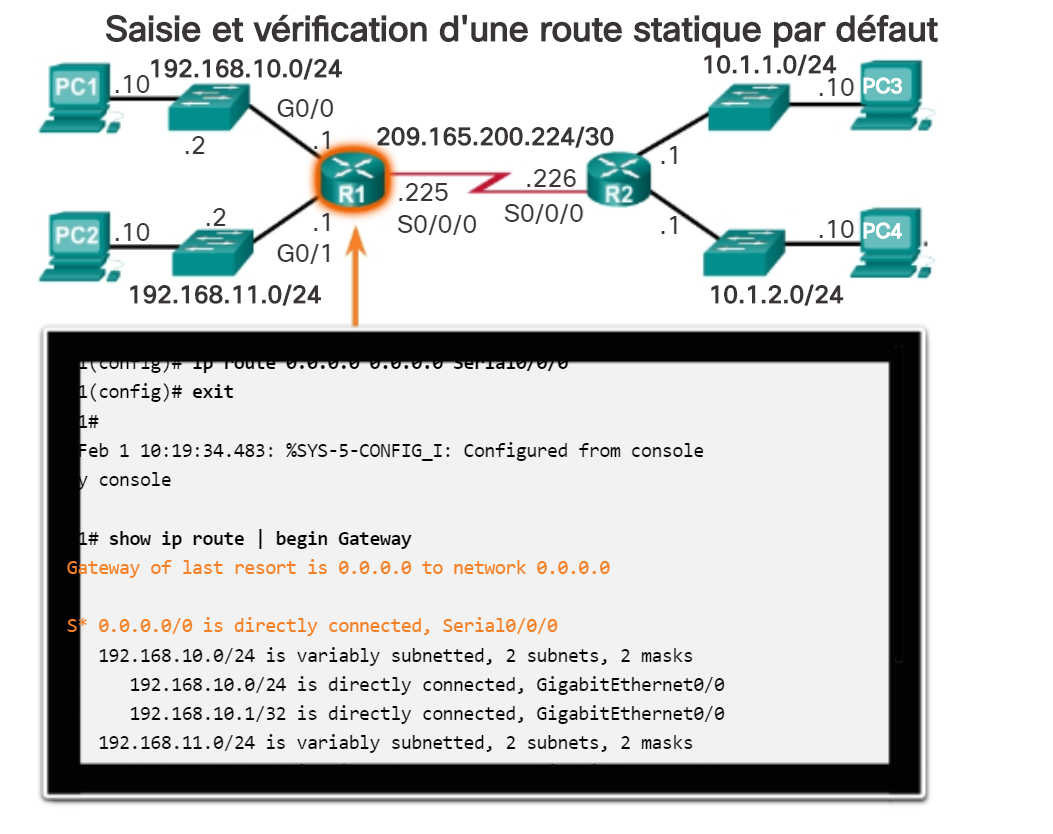 Saisie et vérification d'une route statique par défaut
192.168.10.0/24
10.1.1.0/24
PC1
.10
.10
PC3
G0/0
.2
.1
209.165.200.224/30
.1
R1
.225
.226
R2
S0/0/0
S0/0/0
PC2
.10
.2
.1
G0/1
.1
.10
PC4
192.168.11.0/24
10.1.2.0/24
1(config)# ip route 0.0.0.0 0.0.0.0 Serial0/0/0
1(config)# exit
1#
Feb 1 10:19:34.483: %SYS-5-CONFIG_I: Configured from console
y console
1# show ip route | begin Gateway
Gateway of last resort is 0.0.0.0 to network 0.0.0.0
S* 0.0.0.0/0 is directly connected, Serial0/0/0
192.168.10.0/24 is variably subnetted, 2 subnets, 2 masks
192.168.10.0/24 is directly connected, GigabitEthernet0/0
192.168.10.1/32 is directly connected, GigabitEthernet0/0
192.168.11.0/24 is variably subnetted, 2 subnets, 2 masks